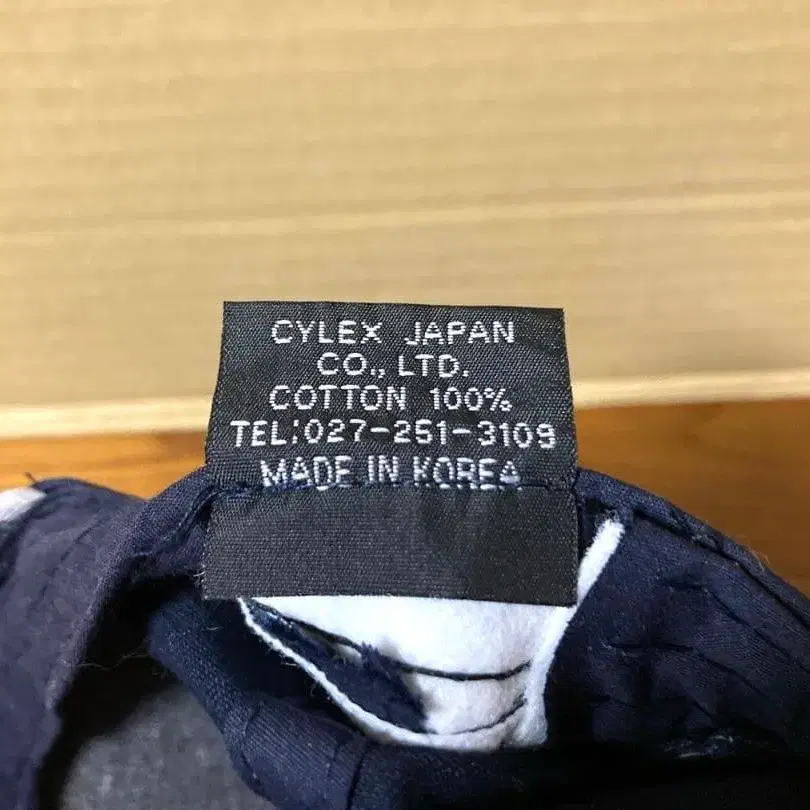 CYLEX JAPAN
CO., LTD.
COTTON 100%
TEL:027-251-3109
MADE IN KOREA